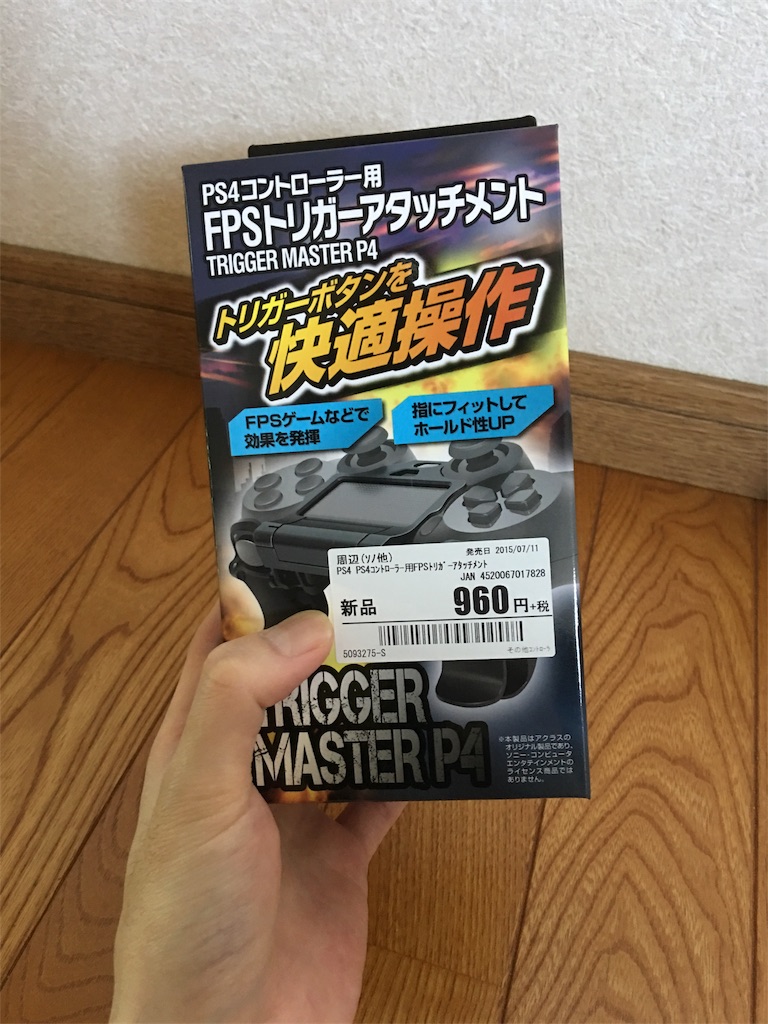 PS4コントローラー用
FPSトリガーアタッチメント
TRIGGER MASTER P4
トリガーボタンを
快適操作
FPSゲームなどで
効果を発揮
指にフィットして
ホールド性UP
周辺(ソノ他) 発売日 2015/07/11
PS4 PS4コントローラー用FPSトリガーアタッチメント
JAN 4520067017828
新品 960円+税
5093275-S その他コントローラ
TRIGGER
MASTER P4
※本製品はアクラスの
オリジナル製品であり、
ソニー・コンピュータ
エンタテインメントの
ライセンス商品では
ありません。